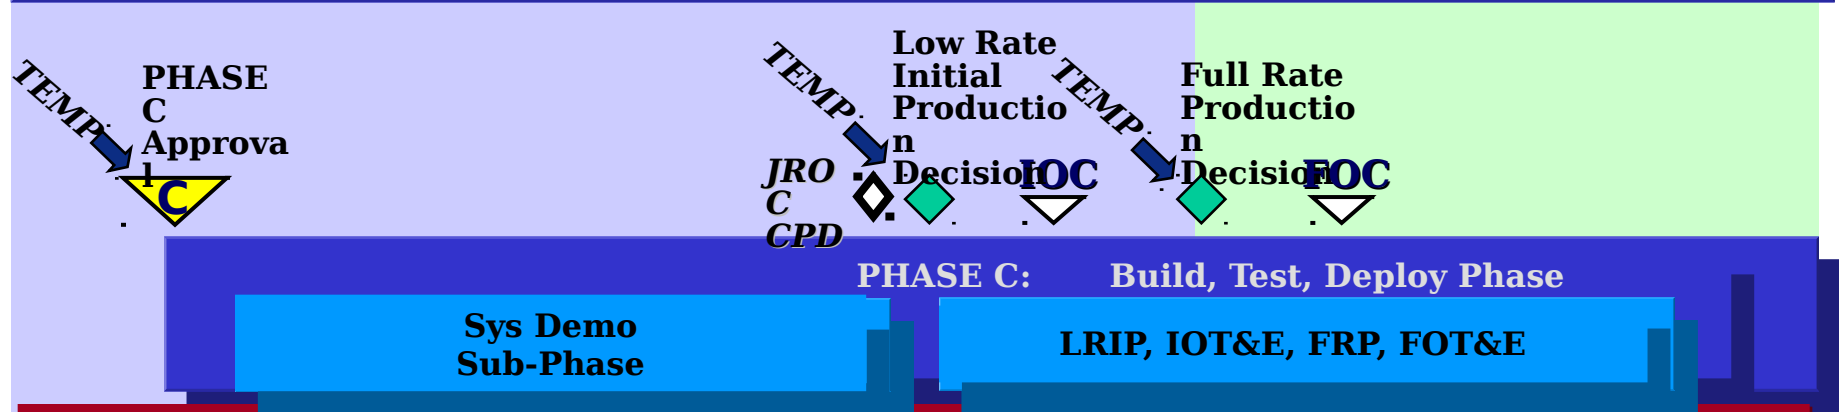 TEMP
PHASE
C
Approva
l
C
TEMP
Low Rate
Initial
Productio
n
Decision
JRO
C
CPD
IOC
TEMP
Full Rate
Productio
n
Decision
FOC
PHASE C: Build, Test, Deploy Phase
Sys Demo
Sub-Phase
LRIP, IOT&E, FRP, FOT&E